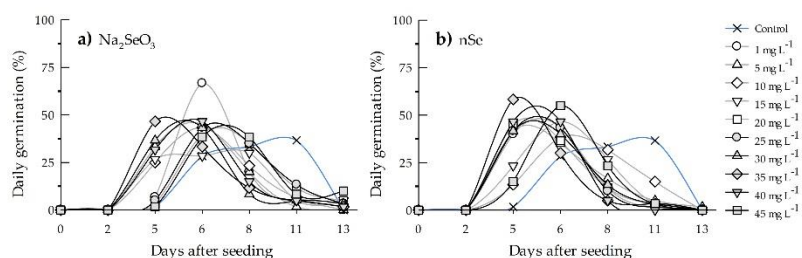 a) Na₂SeO₃
Daily germination (%)
100
75
50
25
0
0 2 5 6 8 11 13
Days after seeding
b) nSe
Daily germination (%)
100
75
50
25
0
0 2 5 6 8 11 13
Days after seeding
Control
1 mg L⁻¹
5 mg L⁻¹
10 mg L⁻¹
15 mg L⁻¹
20 mg L⁻¹
25 mg L⁻¹
30 mg L⁻¹
35 mg L⁻¹
40 mg L⁻¹
45 mg L⁻¹